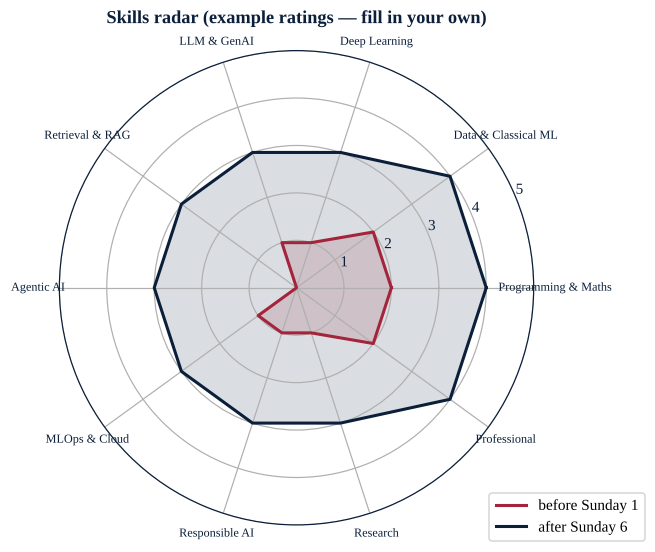 Skills radar (example ratings — fill in your own)
LLM & GenAI
Deep Learning
Retrieval & RAG
Data & Classical ML
5
4
3
2
1
Agentic AI
Programming & Maths
MLOps & Cloud
Professional
Responsible AI
Research
before Sunday 1
after Sunday 6